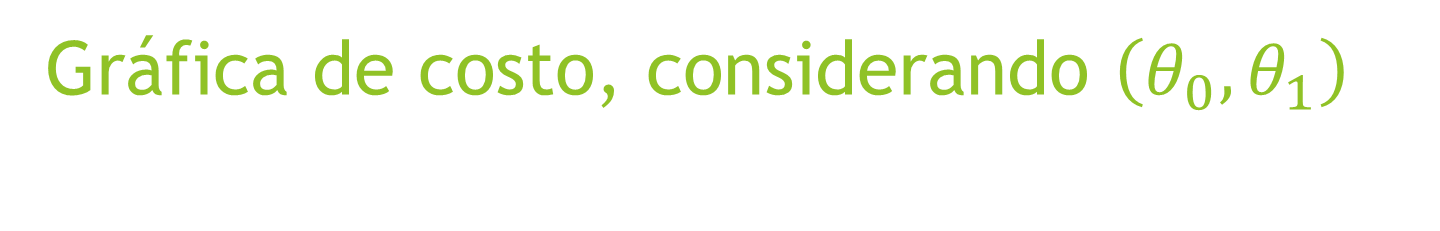 Gráfica de costo, considerando (θ₀, θ₁)